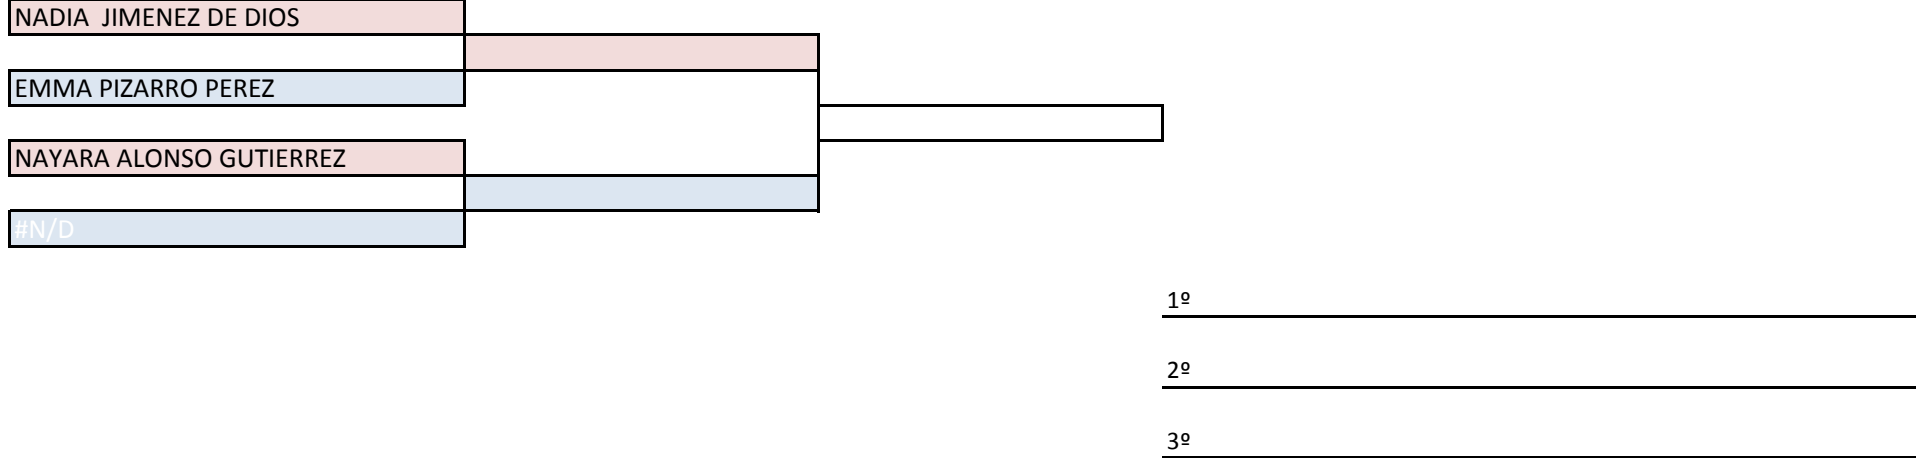 NADIA  JIMENEZ DE DIOS
EMMA PIZARRO PEREZ
NAYARA ALONSO GUTIERREZ
#N/D
1º
2º
3º